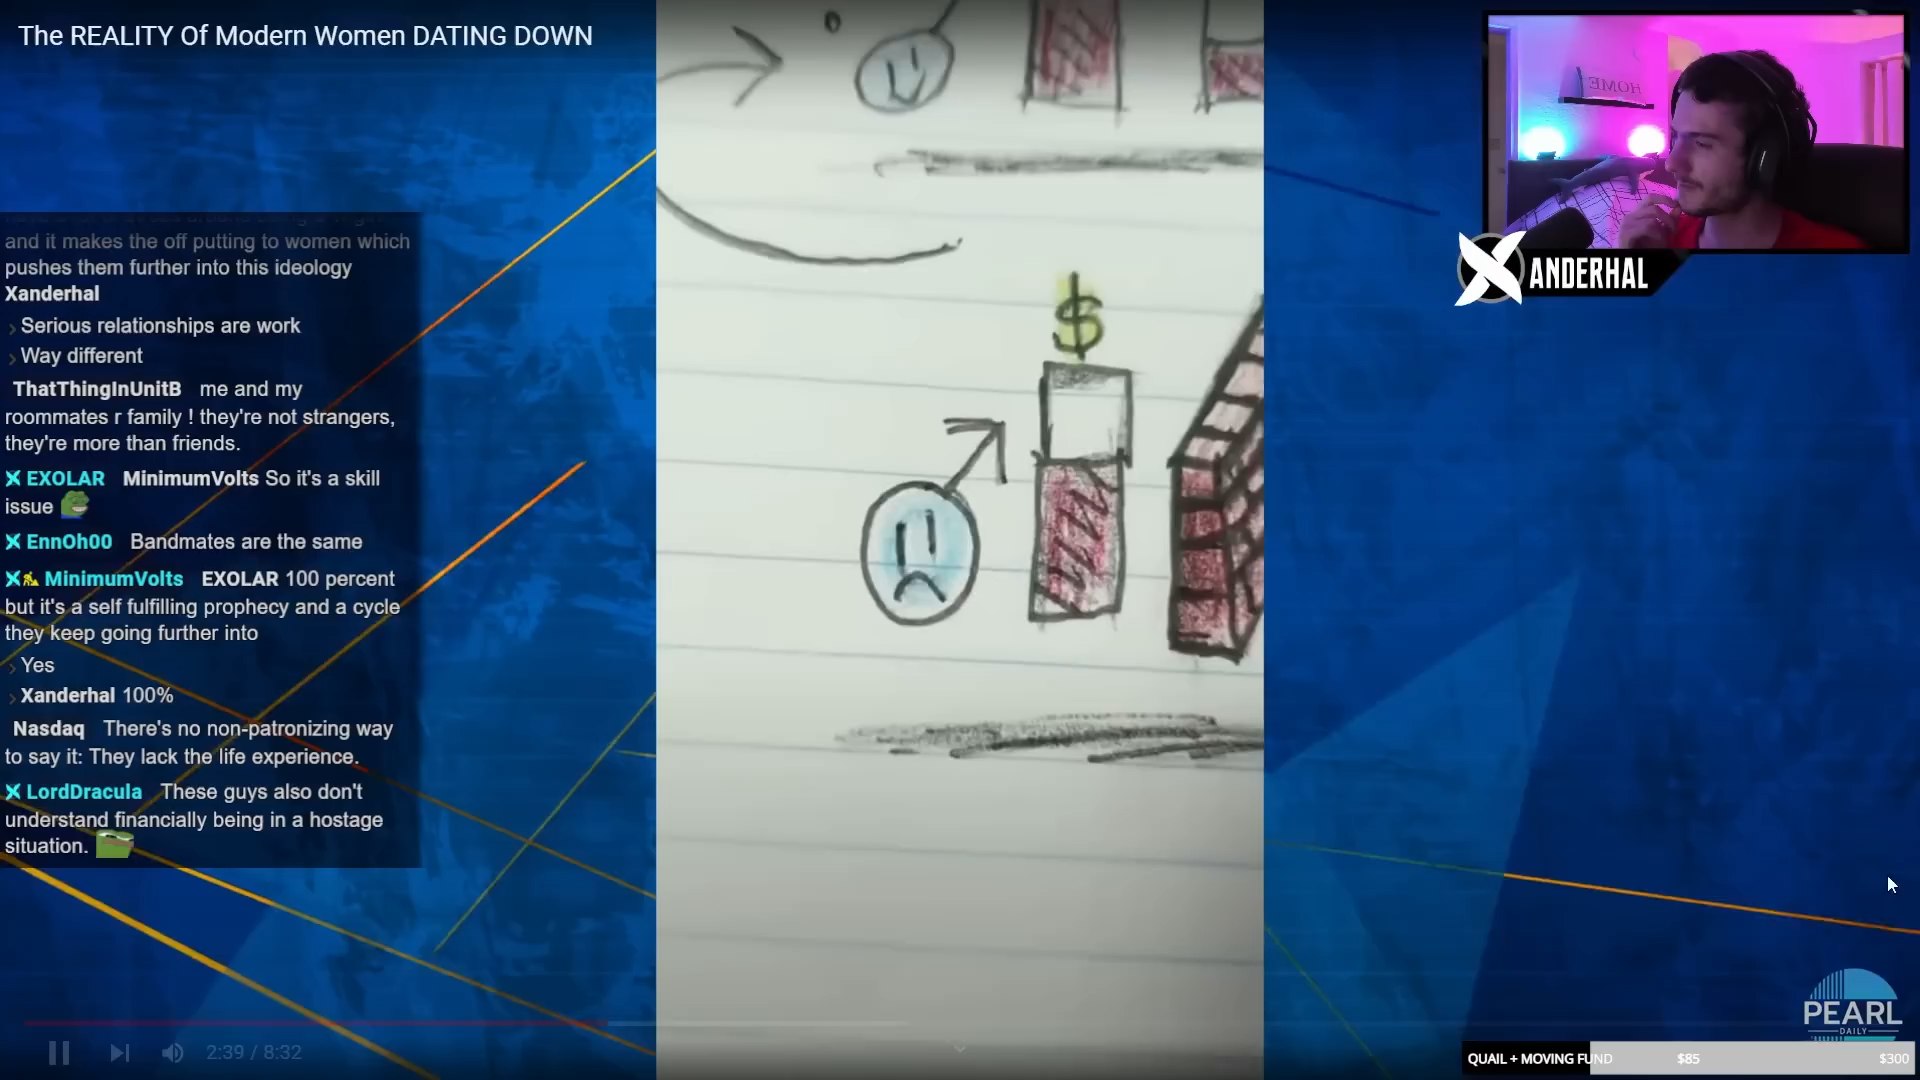 The REALITY Of Modern Women DATING DOWN
and it makes the off putting to women which
pushes them further into this ideology
Xanderhal
Serious relationships are work
Way different
ThatThingInUnitB me and my
roommates r family ! they're not strangers,
they're more than friends.
EXOLAR MinimumVolts So it's a skill
issue
EnnOh00 Bandmates are the same
MinimumVolts EXOLAR 100 percent
but it's a self fulfilling prophecy and a cycle
they keep going further into
Yes
Xanderhal 100%
Nasdaq There's no non-patronizing way
to say it: They lack the life experience.
LordDracula These guys also don't
understand financially being in a hostage
situation.
2:39 / 8:32
$
HOME
XANDERHAL
PEARL
DAILY
QUAIL + MOVING FUND $85 $300